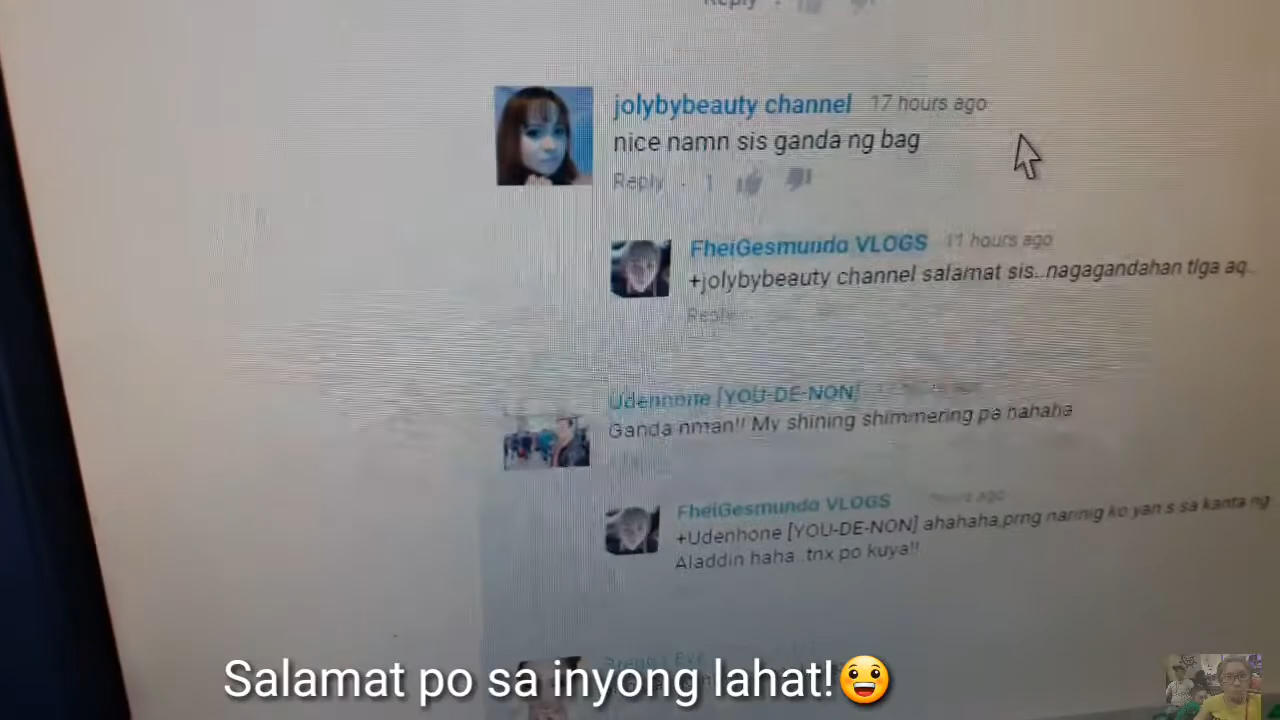 Reply
jolybybeauty channel 17 hours ago
nice namn sis ganda ng bag
Reply · 1
FheiGesmundo VLOGS 11 hours ago
+jolybybeauty channel salamat sis..nagagandahan tlga aq..
Reply
Udenhone [YOU-DE-NON]
Ganda nman!! My shining shimmering pa hahaha
FheiGesmundo VLOGS hours ago
+Udenhone [YOU-DE-NON] ahahaha,prng narinig ko yan s sa kanta ng
Aladdin haha..tnx po kuya!!
Salamat po sa inyong lahat!😀